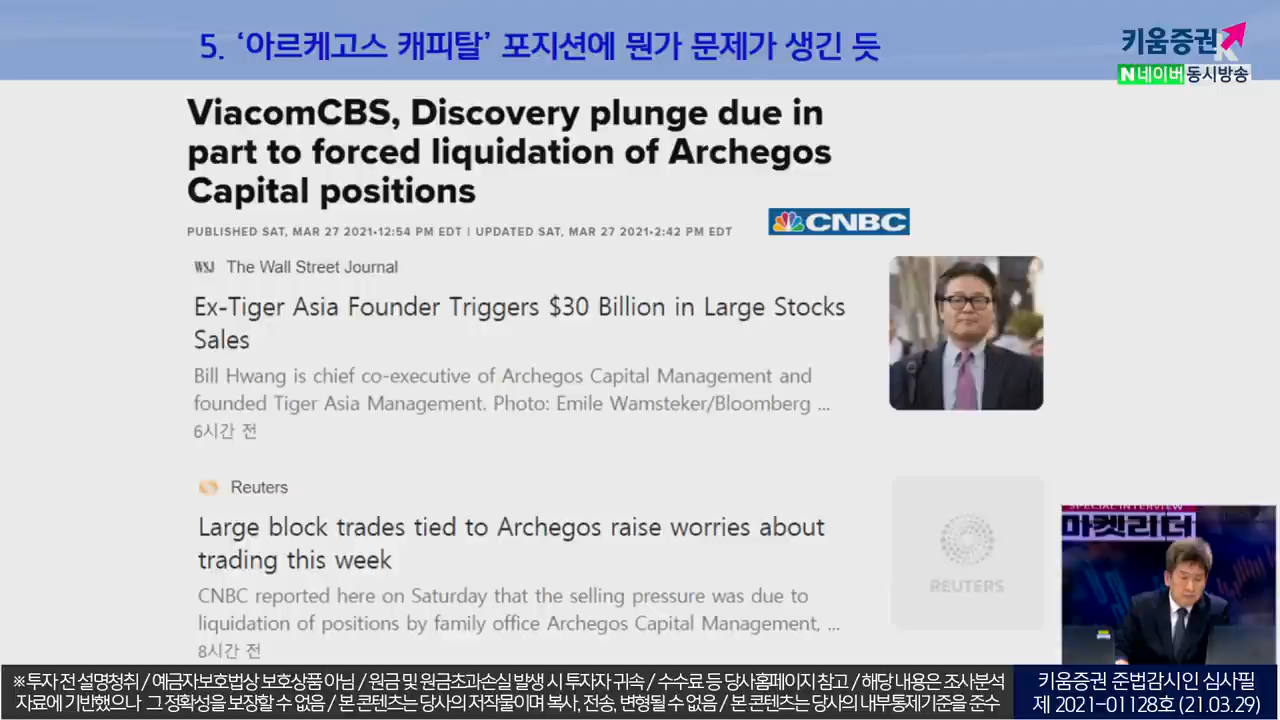 5. ‘아르케고스 캐피탈’ 포지션에 뭔가 문제가 생긴 듯
키움증권
N 네이버 동시방송
ViacomCBS, Discovery plunge due in
part to forced liquidation of Archegos
Capital positions
PUBLISHED SAT, MAR 27 2021•12:54 PM EDT | UPDATED SAT, MAR 27 2021•2:42 PM EDT
CNBC
WSJ The Wall Street Journal
Ex-Tiger Asia Founder Triggers $30 Billion in Large Stocks
Sales
Bill Hwang is chief co-executive of Archegos Capital Management and
founded Tiger Asia Management. Photo: Emile Wamsteker/Bloomberg ...
6시간 전
Reuters
Large block trades tied to Archegos raise worries about
trading this week
CNBC reported here on Saturday that the selling pressure was due to
liquidation of positions by family office Archegos Capital Management, ...
8시간 전
REUTERS
SPECIAL INTERVIEW
마켓리더
※투자 전 설명청취 / 예금자보호법상 보호상품 아님 / 원금 및 원금초과손실 발생 시 투자자 귀속 / 수수료 등 당사홈페이지 참고 / 해당 내용은 조사분석
자료에 기반했으나 그 정확성을 보장할 수 없음 / 본 콘텐츠는 당사의 저작물이며 복사, 전송, 변형될 수 없음 / 본 콘텐츠는 당사의 내부통제기준을 준수
키움증권 준법감시인 심사필
제 2021-01128호 (21.03.29)